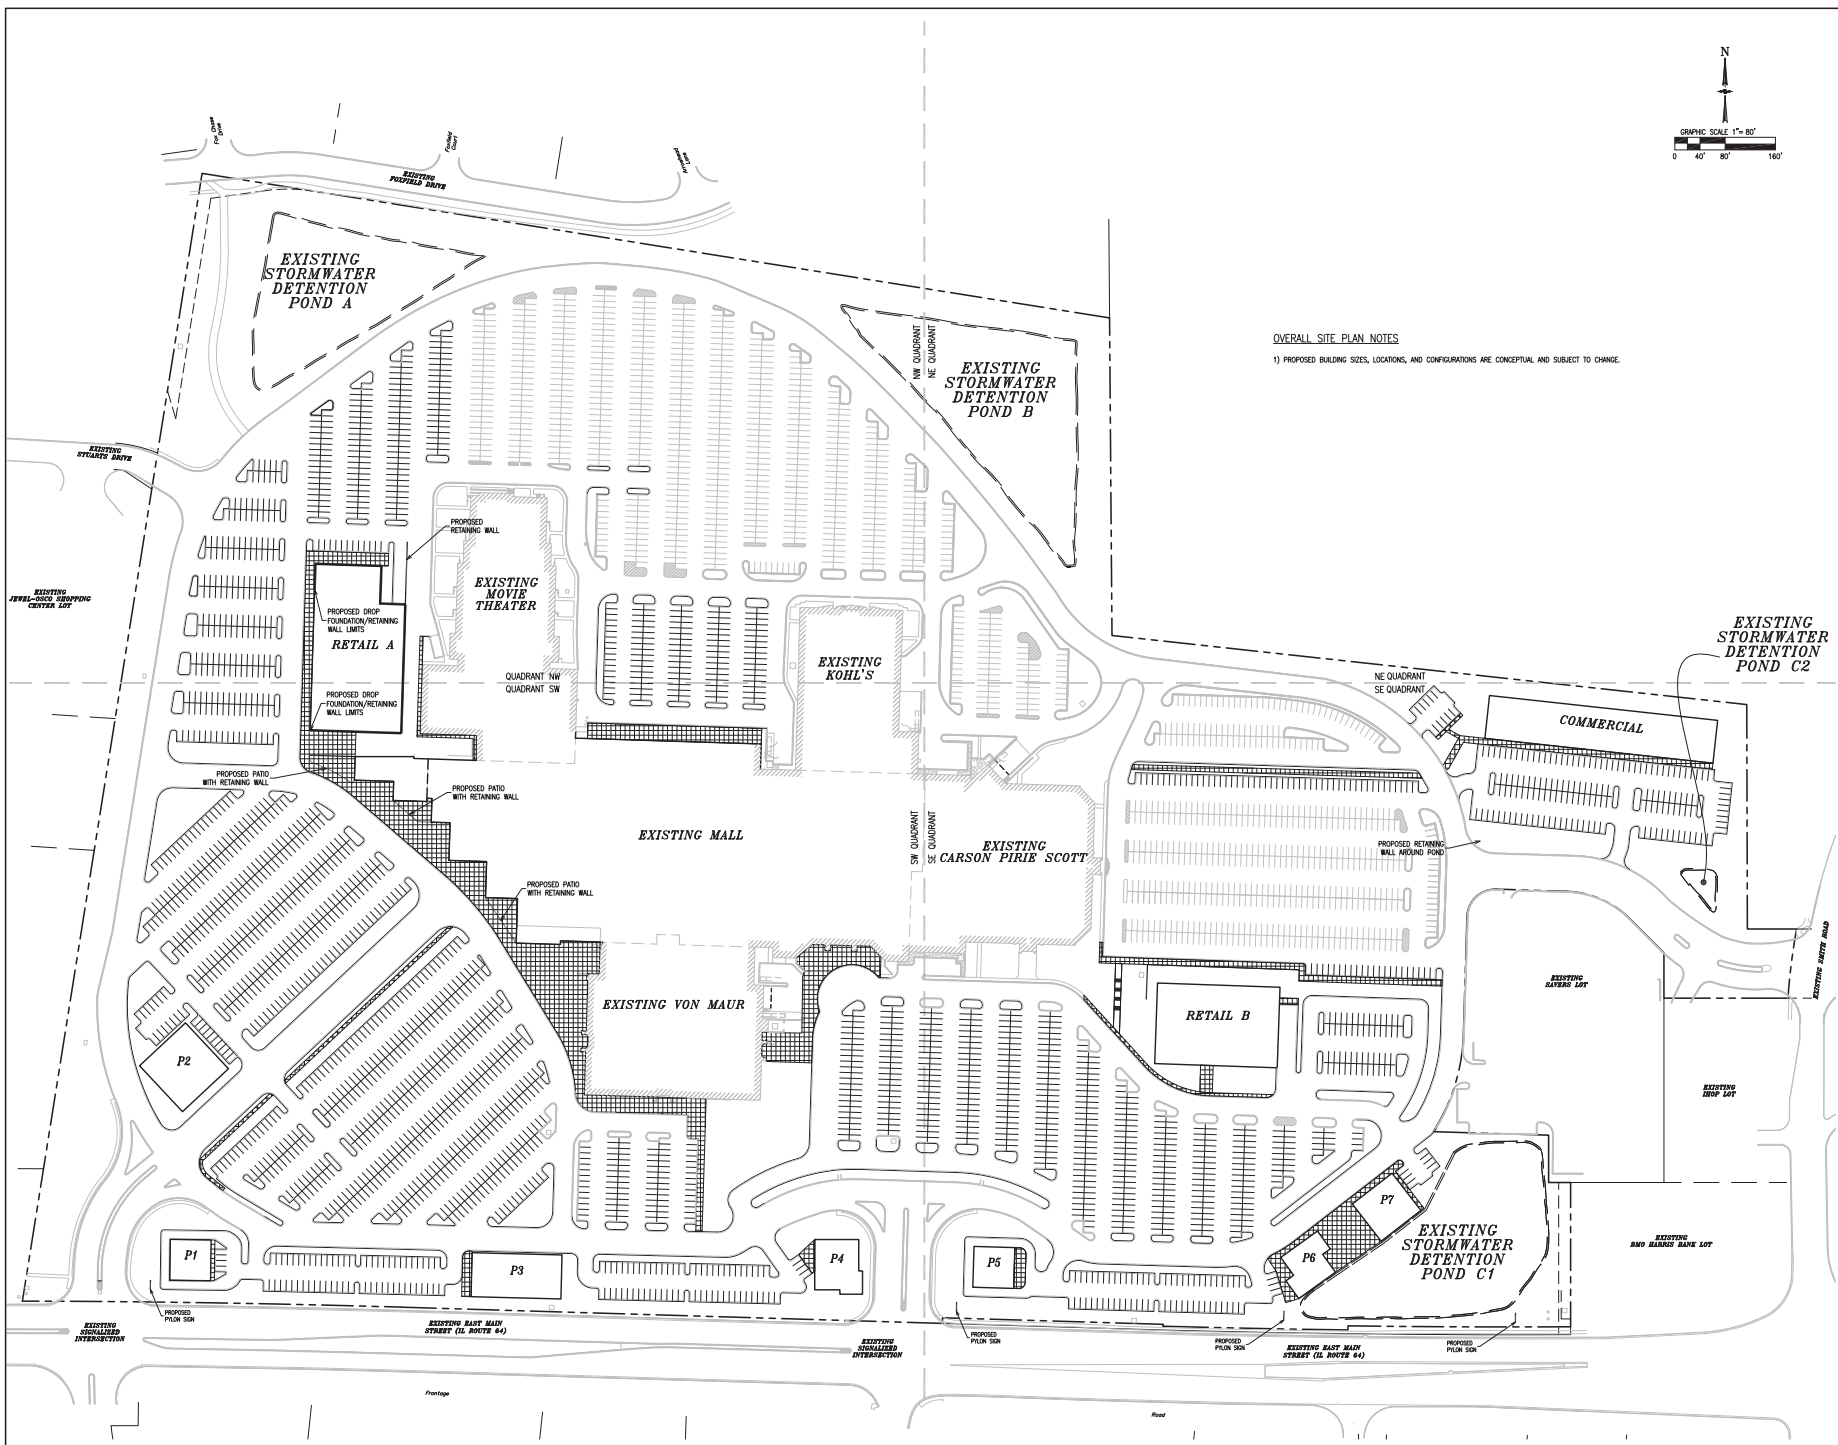 N
GRAPHIC SCALE 1"= 80'
0 40' 80' 160'
Fox Chase
Drive
Foxfield
Court
Horseshoe
Lane
EXISTING
FOXFIELD DRIVE
EXISTING
STORMWATER
DETENTION
POND A
NW QUADRANT
NE QUADRANT
OVERALL SITE PLAN NOTES
1) PROPOSED BUILDING SIZES, LOCATIONS, AND CONFIGURATIONS ARE CONCEPTUAL AND SUBJECT TO CHANGE.
EXISTING
STORMWATER
DETENTION
POND B
EXISTING
STUARTS DRIVE
PROPOSED
RETAINING WALL
EXISTING
MOVIE
THEATER
EXISTING
JEWEL-OSCO SHOPPING
CENTER LOT
PROPOSED DROP
FOUNDATION/RETAINING
WALL LIMITS
RETAIL A
EXISTING
STORMWATER
DETENTION
POND C2
EXISTING
KOHL'S
QUADRANT NW
QUADRANT SW
NE QUADRANT
SE QUADRANT
PROPOSED DROP
FOUNDATION/RETAINING
WALL LIMITS
COMMERCIAL
PROPOSED PATIO
WITH RETAINING WALL
PROPOSED PATIO
WITH RETAINING WALL
EXISTING MALL
SW QUADRANT
SE QUADRANT
EXISTING
CARSON PIRIE SCOTT
PROPOSED RETAINING
WALL AROUND POND
PROPOSED PATIO
WITH RETAINING WALL
EXISTING SMITH ROAD
EXISTING
SAVERS LOT
EXISTING VON MAUR
RETAIL B
P2
EXISTING
IHOP LOT
P7
EXISTING
STORMWATER
DETENTION
POND C1
EXISTING
BMO HARRIS BANK LOT
P1
P3
P4
P5
P6
PROPOSED
PYLON SIGN
EXISTING
SIGNALIZED
INTERSECTION
EXISTING EAST MAIN
STREET (IL ROUTE 64)
EXISTING
SIGNALIZED
INTERSECTION
PROPOSED
PYLON SIGN
PROPOSED
PYLON SIGN
EXISTING EAST MAIN
STREET (IL ROUTE 64)
PROPOSED
PYLON SIGN
Frontage
Road